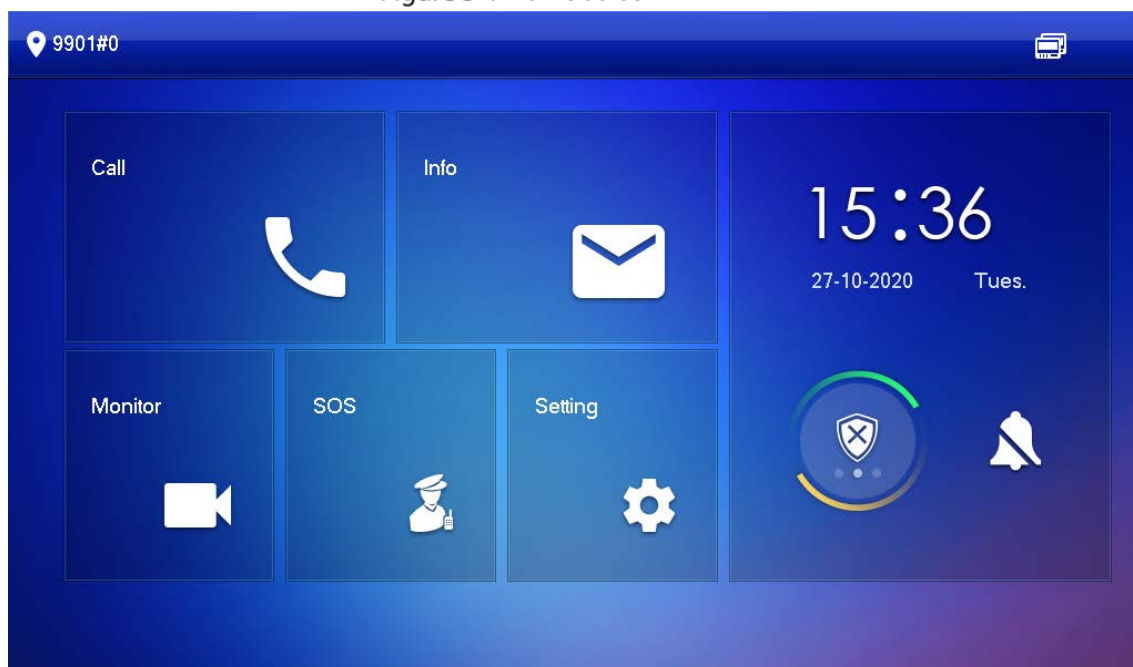 9901#0
Call
Info
15:36
27-10-2020 Tues.
Monitor
SOS
Setting